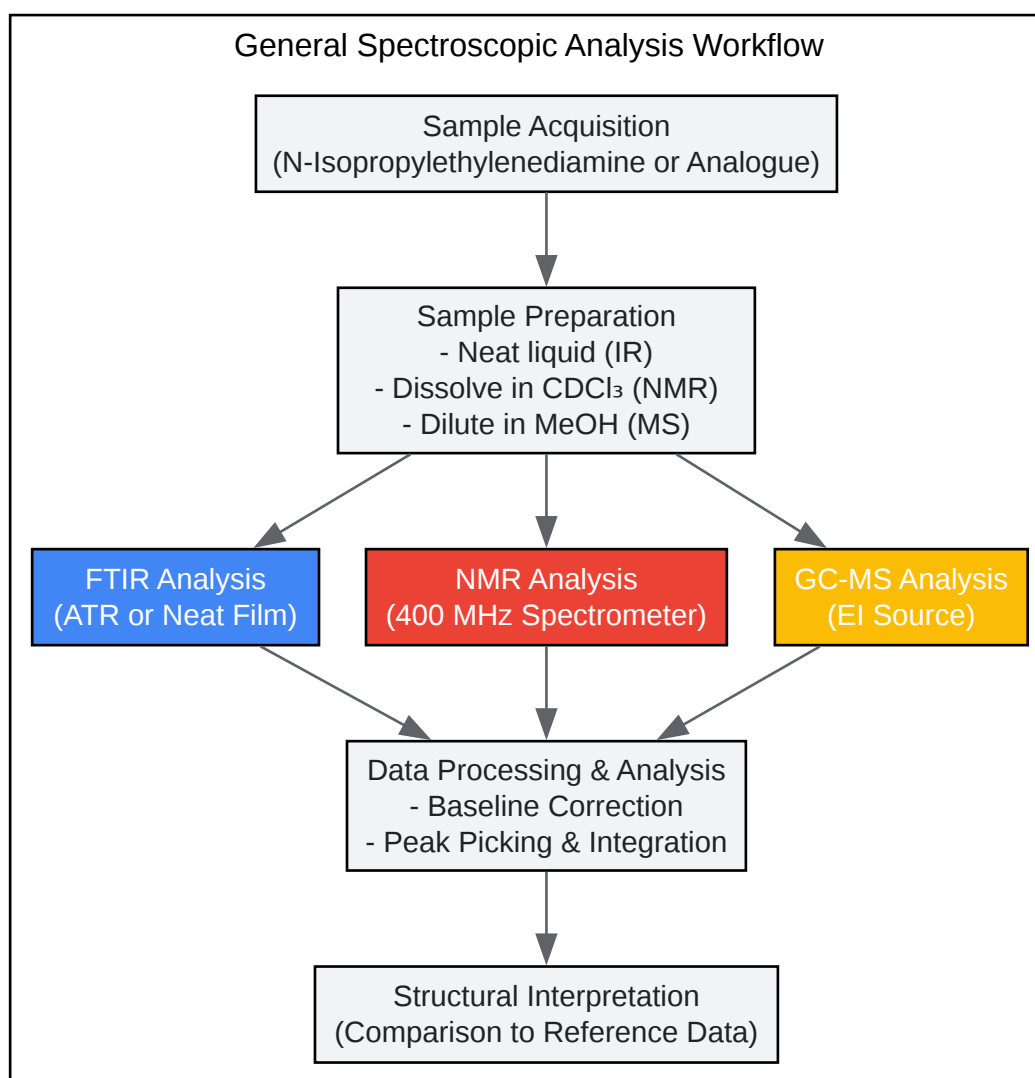 General Spectroscopic Analysis Workflow
Sample Acquisition
(N-Isopropylethylenediamine or Analogue)
Sample Preparation
- Neat liquid (IR)
- Dissolve in CDCl₃ (NMR)
- Dilute in MeOH (MS)
FTIR Analysis
(ATR or Neat Film)
NMR Analysis
(400 MHz Spectrometer)
GC-MS Analysis
(EI Source)
Data Processing & Analysis
- Baseline Correction
- Peak Picking & Integration
Structural Interpretation
(Comparison to Reference Data)